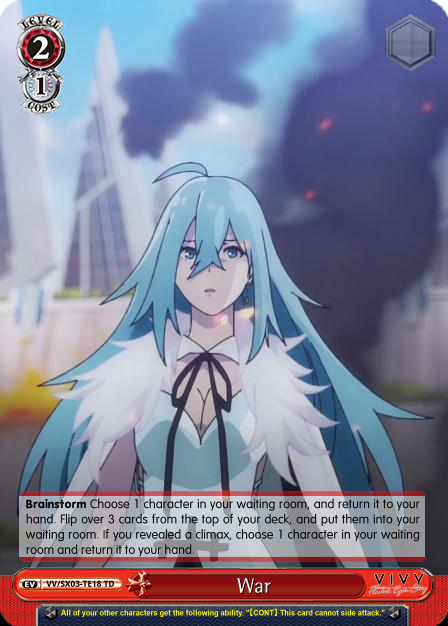 LEVEL
2
1
COST
Brainstorm Choose 1 character in your waiting room, and return it to your
hand. Flip over 3 cards from the top of your deck, and put them into your
waiting room. If you revealed a climax, choose 1 character in your waiting
room and return it to your hand.
EV VV/SX03-TE18 TD
War
VIVY
All of your other characters get the following ability. "【CONT】 This card cannot side attack."